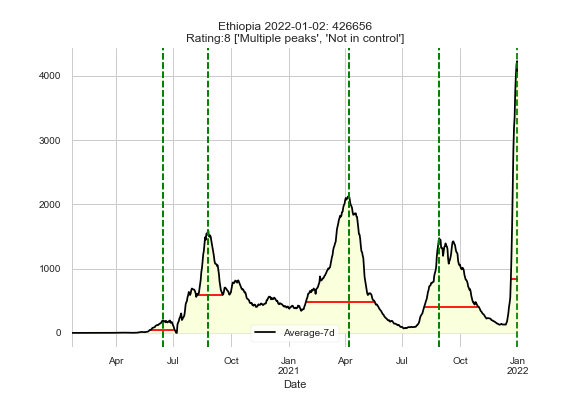 Ethiopia 2022-01-02: 426656
Rating:8 ['Multiple peaks', 'Not in control']
4000
3000
2000
1000
0
Average-7d
Apr Jul Oct Jan Apr Jul Oct Jan
2021 2022
Date